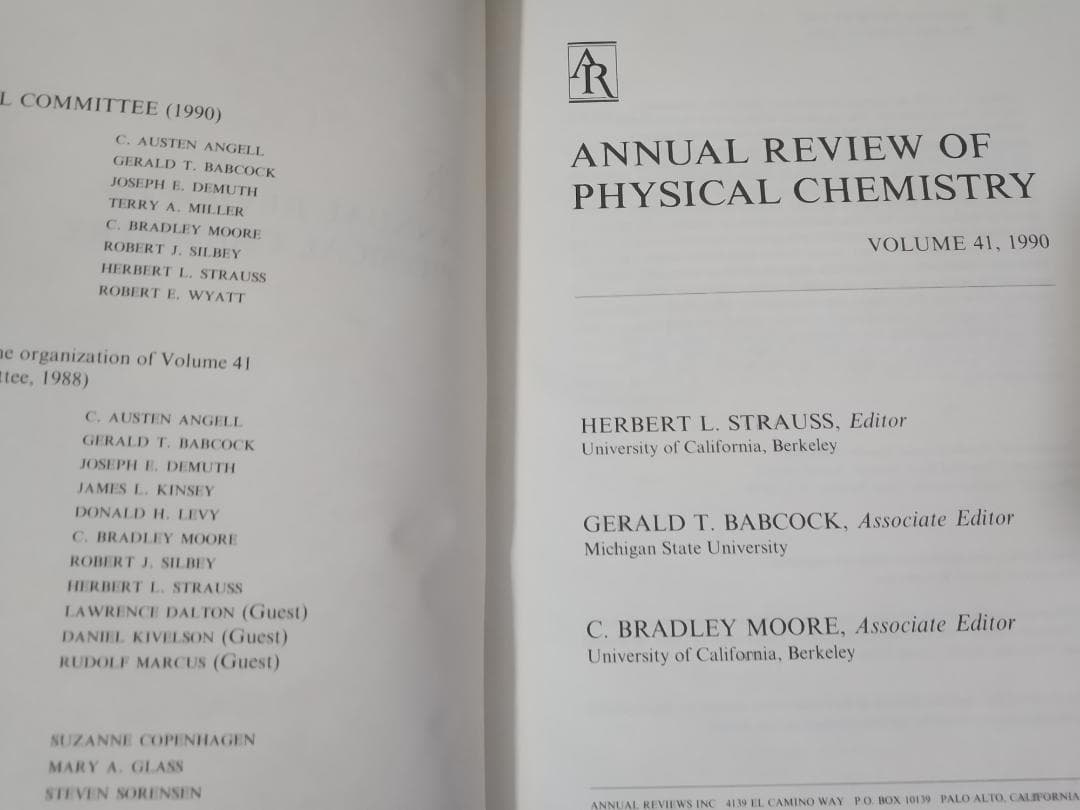 COMMITTEE (1990)
C. AUSTEN ANGELL
GERALD T. BABCOCK
JOSEPH E. DEMUTH
TERRY A. MILLER
C. BRADLEY MOORE
ROBERT J. SILBEY
HERBERT L. STRAUSS
ROBERT E. WYATT
organization of Volume 41
1988)
C. AUSTEN ANGELL
GERALD T. BABCOCK
JOSEPH E. DEMUTH
JAMES L. KINSEY
DONALD H. LEVY
C. BRADLEY MOORE
ROBERT J. SILBEY
HERBERT L. STRAUSS
LAWRENCE DALTON (Guest)
DANIEL KIVELSON (Guest)
RUDOLF MARCUS (Guest)
SUZANNE COPENHAGEN
MARY A. GLASS
STEVEN SORENSEN
AR
ANNUAL REVIEW OF
PHYSICAL CHEMISTRY
VOLUME 41, 1990
HERBERT L. STRAUSS, Editor
University of California, Berkeley
GERALD T. BABCOCK, Associate Editor
Michigan State University
C. BRADLEY MOORE, Associate Editor
University of California, Berkeley
ANNUAL REVIEWS INC 4139 EL CAMINO WAY P.O. BOX 10139 PALO ALTO, CALIFORNIA